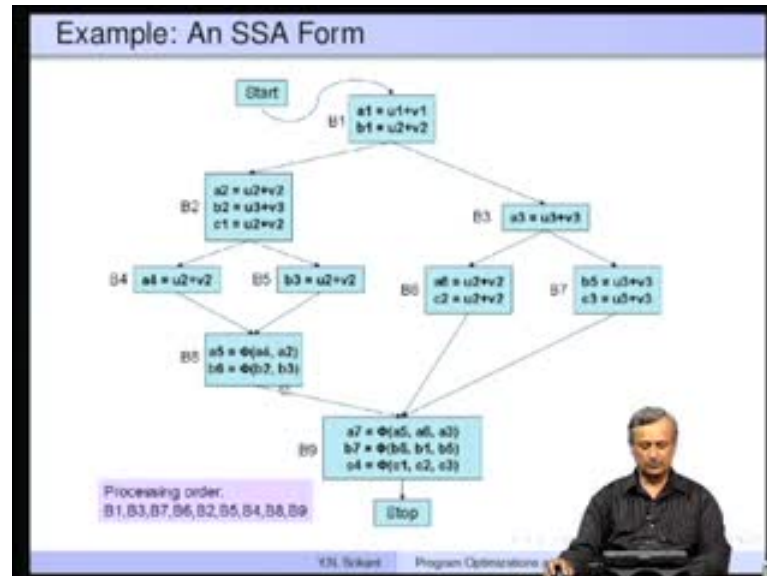 Example: An SSA Form
Start
B1
a1 = u1+v1
b1 = u2+v2
B2
a2 = u2+v2
b2 = u3+v3
c1 = u2+v2
B3
a3 = u3+v3
B4
a4 = u2+v2
B5
b3 = u2+v2
B6
a6 = u2+v2
c2 = u2+v2
B7
b5 = u3+v3
c3 = u3+v3
B8
a5 = Φ(a4, a2)
b6 = Φ(b2, b3)
B9
a7 = Φ(a5, a6, a3)
b7 = Φ(b6, b1, b5)
c4 = Φ(c1, c2, c3)
Processing order:
B1,B3,B7,B6,B2,B5,B4,B8,B9
Stop
Y.N. Srikant
Program Optimizations